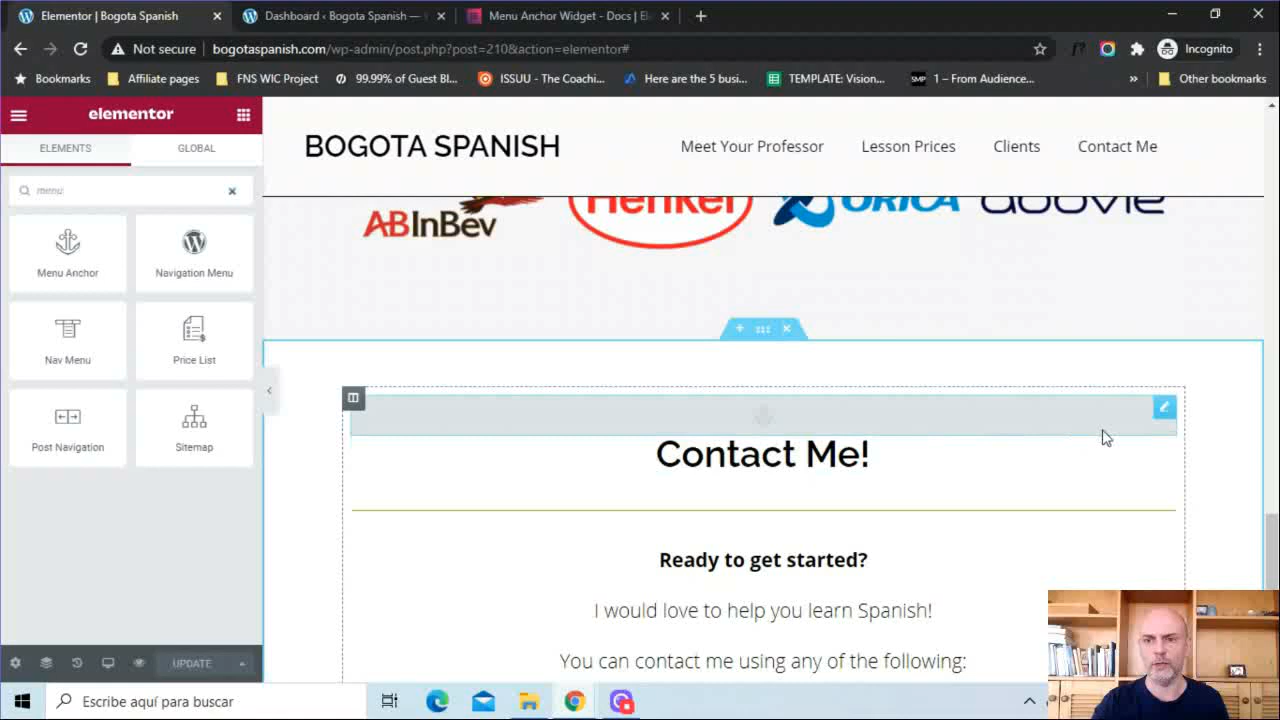 Elementor | Bogota Spanish
Dashboard ‹ Bogota Spanish —
Menu Anchor Widget - Docs | El
Not secure
bogotaspanish.com/wp-admin/post.php?post=210&action=elementor#
Incognito
Bookmarks
Affiliate pages
FNS WIC Project
99.99% of Guest Bl...
ISSUU - The Coachi...
Here are the 5 busi...
TEMPLATE: Vision...
SMP
1 – From Audience...
»
Other bookmarks
elementor
ELEMENTS
GLOBAL
menu
Menu Anchor
Navigation Menu
Nav Menu
Price List
Post Navigation
Sitemap
UPDATE
BOGOTA SPANISH
Meet Your Professor
Lesson Prices
Clients
Contact Me
ABInBev
Henkel
ORICA
abbvie
Contact Me!
Ready to get started?
I would love to help you learn Spanish!
You can contact me using any of the following:
Escribe aquí para buscar